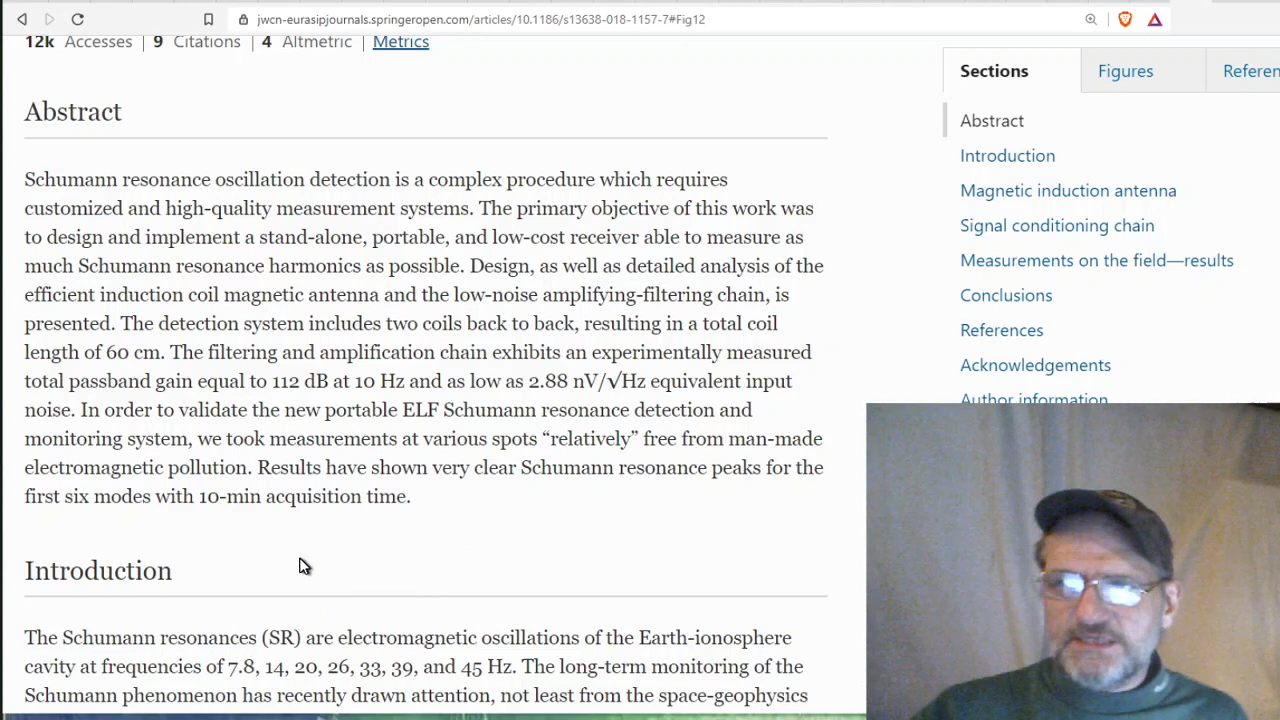 jwcn-eurasipjournals.springeropen.com/articles/10.1186/s13638-018-1157-7#Fig12
12k Accesses | 9 Citations | 4 Altmetric | Metrics
Abstract
Schumann resonance oscillation detection is a complex procedure which requires
customized and high-quality measurement systems. The primary objective of this work was
to design and implement a stand-alone, portable, and low-cost receiver able to measure as
much Schumann resonance harmonics as possible. Design, as well as detailed analysis of the
efficient induction coil magnetic antenna and the low-noise amplifying-filtering chain, is
presented. The detection system includes two coils back to back, resulting in a total coil
length of 60 cm. The filtering and amplification chain exhibits an experimentally measured
total passband gain equal to 112 dB at 10 Hz and as low as 2.88 nV/√Hz equivalent input
noise. In order to validate the new portable ELF Schumann resonance detection and
monitoring system, we took measurements at various spots “relatively” free from man-made
electromagnetic pollution. Results have shown very clear Schumann resonance peaks for the
first six modes with 10-min acquisition time.
Introduction
The Schumann resonances (SR) are electromagnetic oscillations of the Earth-ionosphere
cavity at frequencies of 7.8, 14, 20, 26, 33, 39, and 45 Hz. The long-term monitoring of the
Schumann phenomenon has recently drawn attention, not least from the space-geophysics
Sections
Figures
Referen
Abstract
Introduction
Magnetic induction antenna
Signal conditioning chain
Measurements on the field—results
Conclusions
References
Acknowledgements
Author information